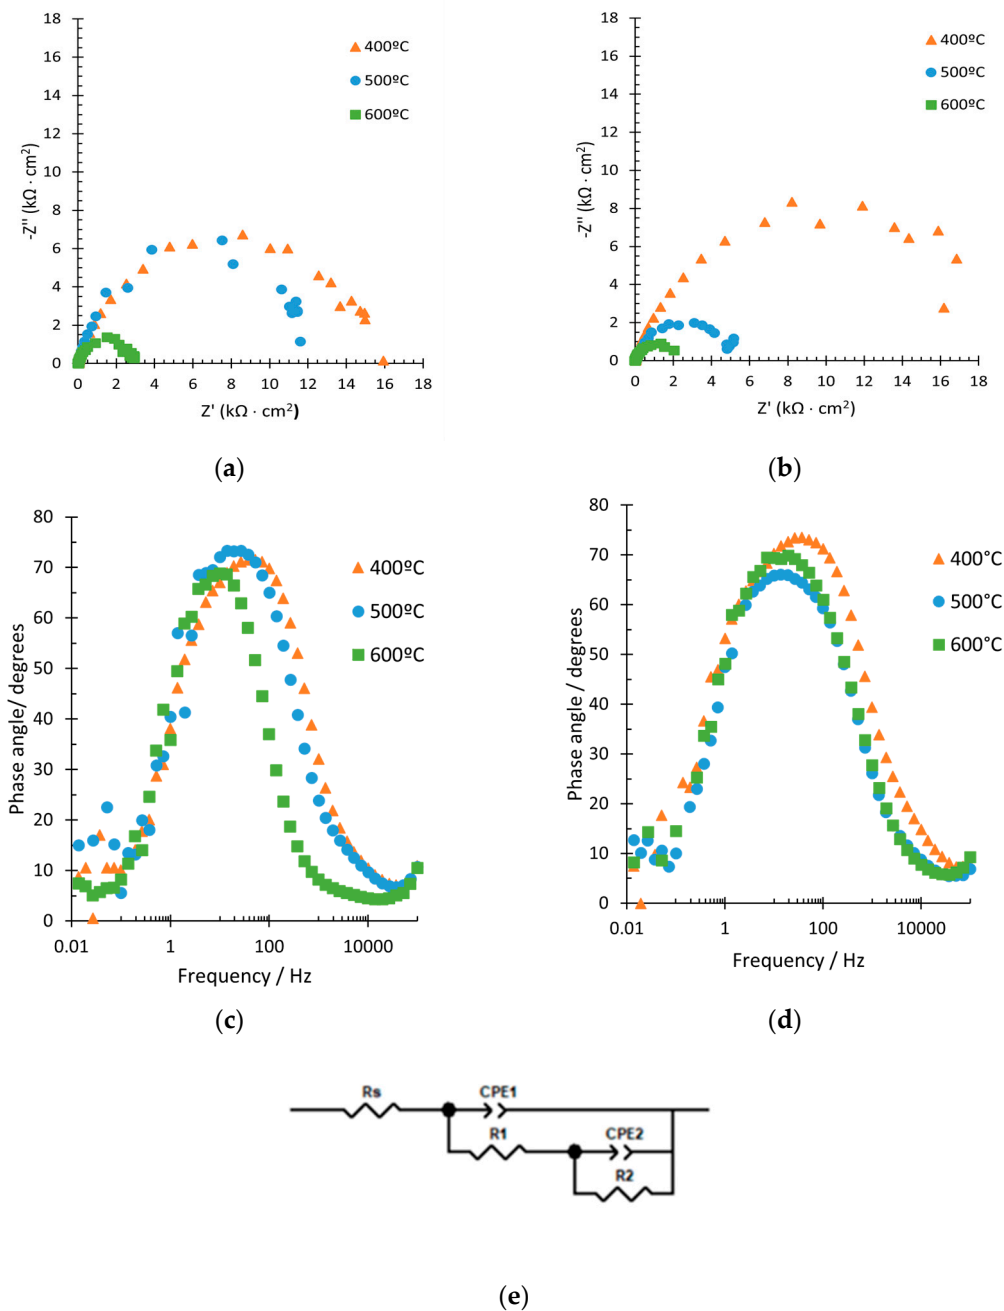 18
16
14
12
10
8
6
4
2
0
-Z'' (kΩ · cm²)
400ºC
500ºC
600ºC
0 2 4 6 8 10 12 14 16 18
Z' (kΩ · cm²)
(a)
18
16
14
12
10
8
6
4
2
0
-Z'' (kΩ · cm²)
400ºC
500ºC
600ºC
0 2 4 6 8 10 12 14 16 18
Z' (kΩ · cm²)
(b)
80
70
60
50
40
30
20
10
0
Phase angle/ degrees
400ºC
500ºC
600ºC
0.01 1 100 10000
Frequency / Hz
(c)
80
70
60
50
40
30
20
10
0
Phase angle / degrees
400°C
500°C
600°C
0.01 1 100 10000
Frequency / Hz
(d)
Rs CPE1
R1 CPE2
R2
(e)